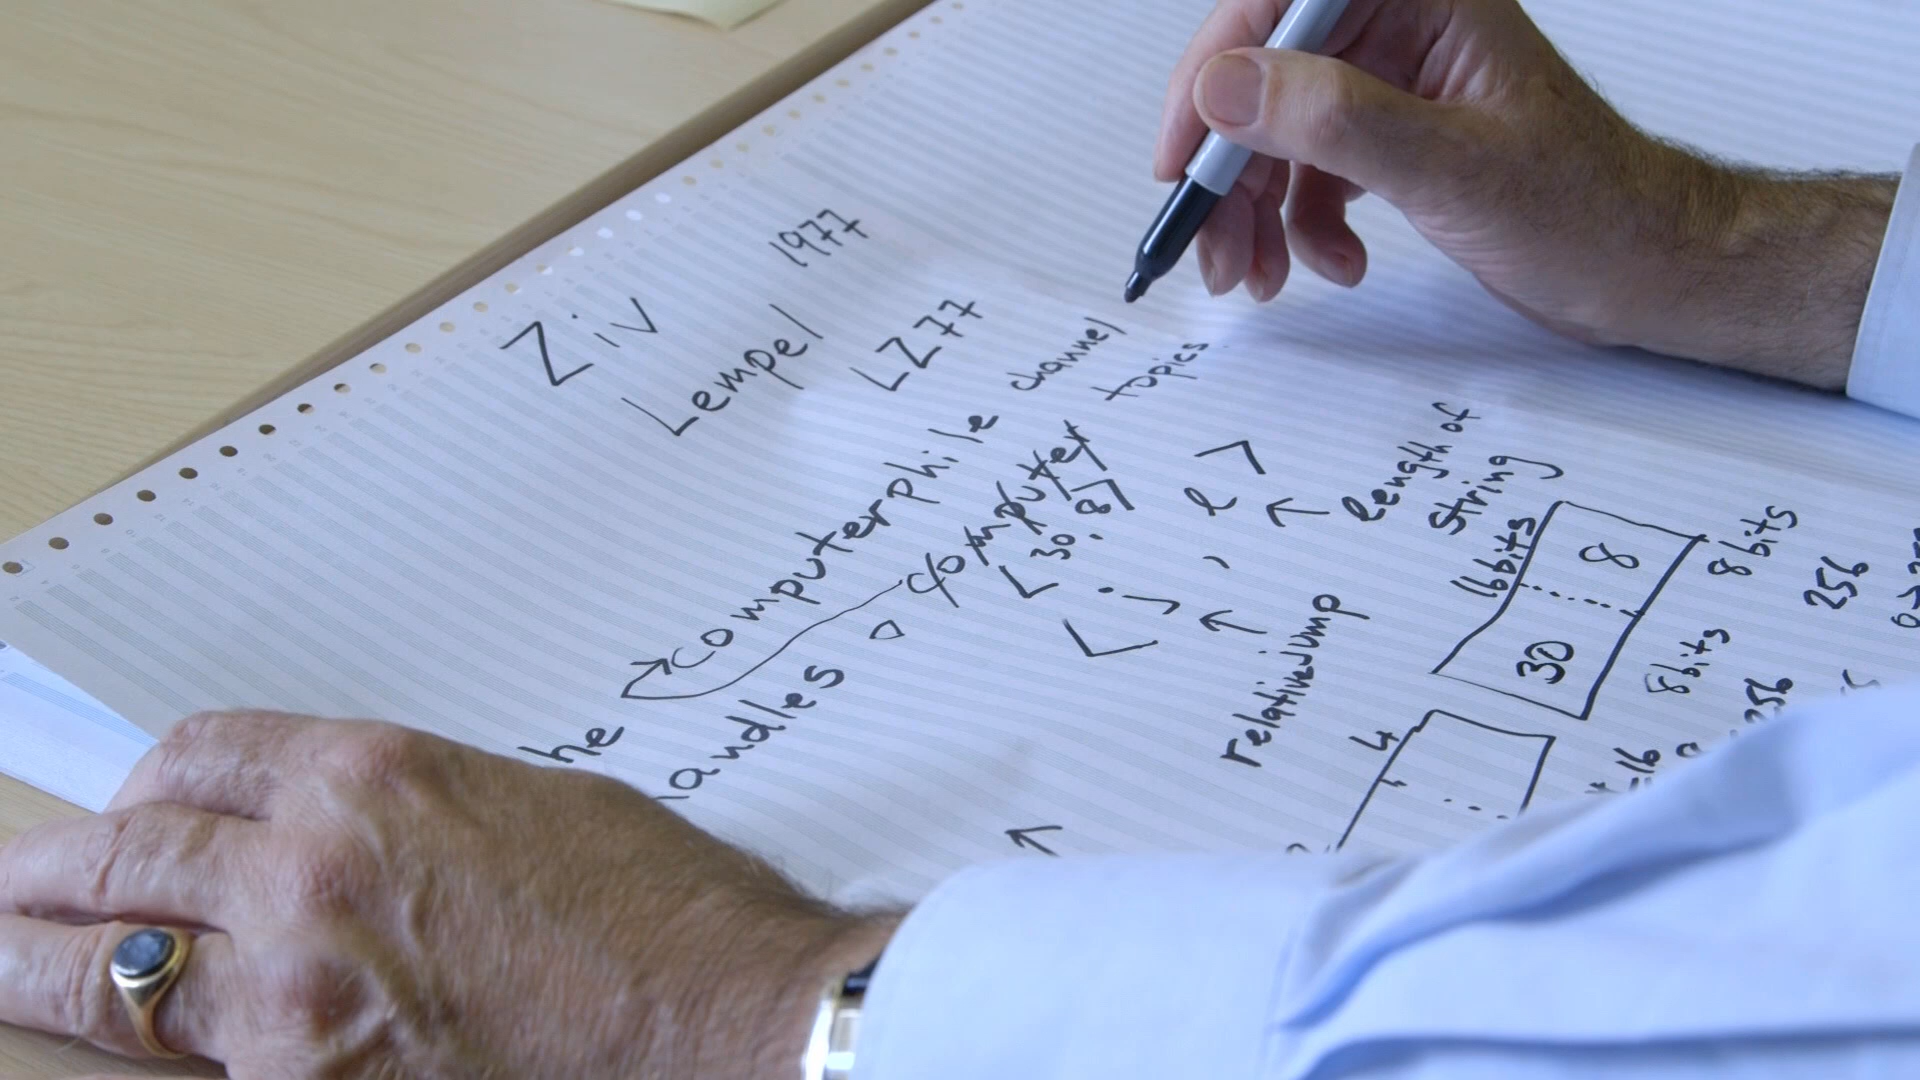 Ziv 1977
Lempel LZ77
he computerphile channel
handles computer topics
<30,8>
< j , l >
relative jump
length of
string
16 bits
30 8
8 bits 8 bits
256 256
4